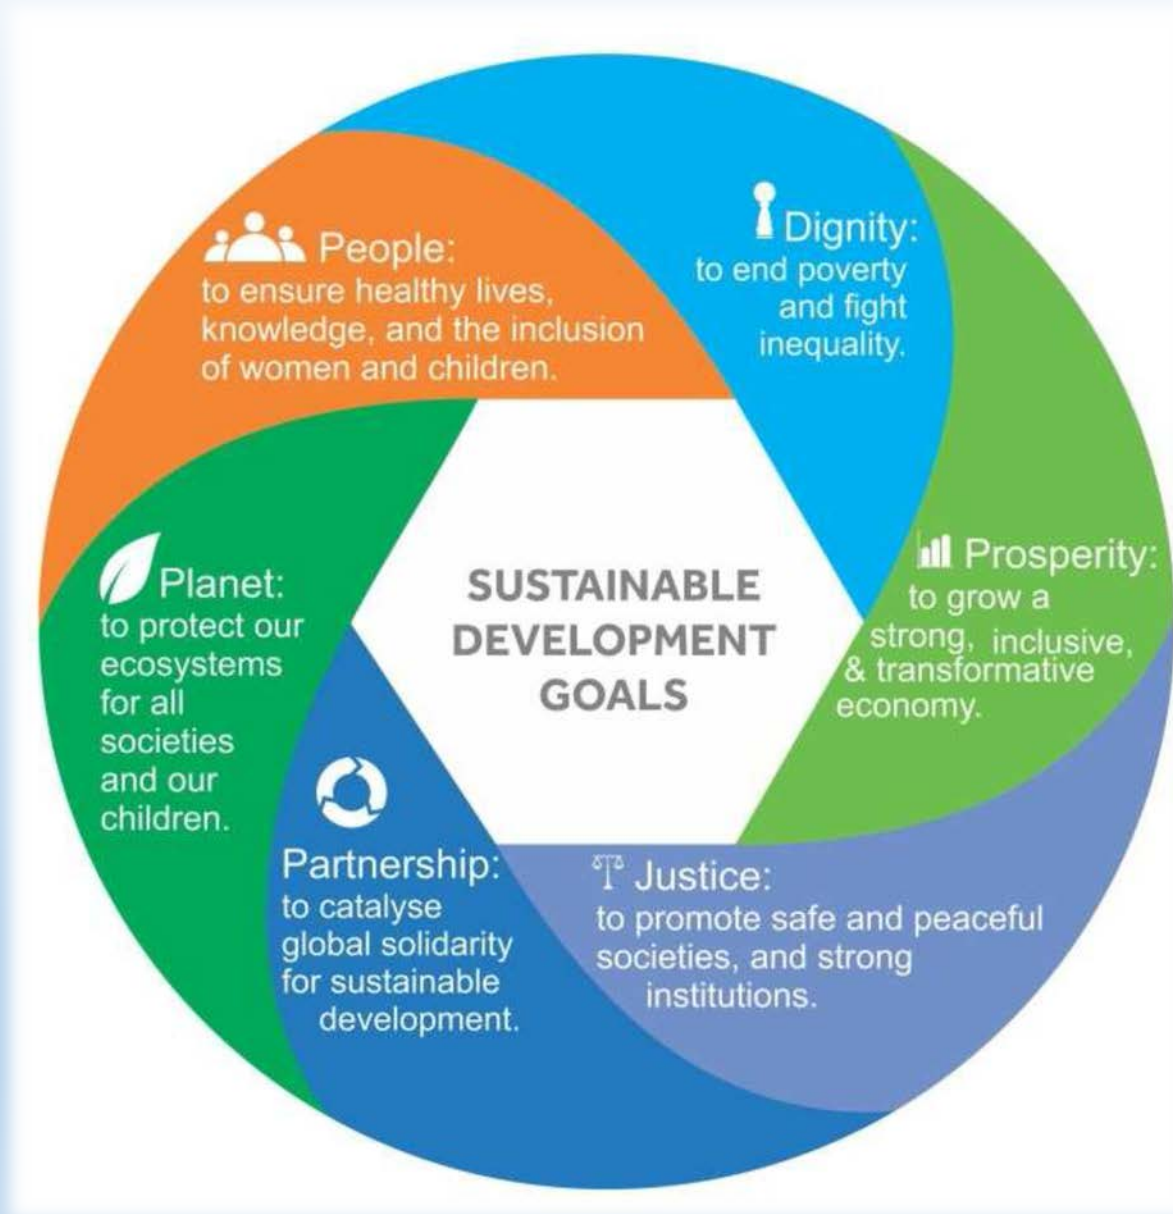 Dignity:
to end poverty
and fight
inequality.
People:
to ensure healthy lives,
knowledge, and the inclusion
of women and children.
Prosperity:
to grow a
strong, inclusive,
& transformative
economy.
SUSTAINABLE
DEVELOPMENT
GOALS
Planet:
to protect our
ecosystems
for all
societies
and our
children.
Partnership:
to catalyse
global solidarity
for sustainable
development.
Justice:
to promote safe and peaceful
societies, and strong
institutions.